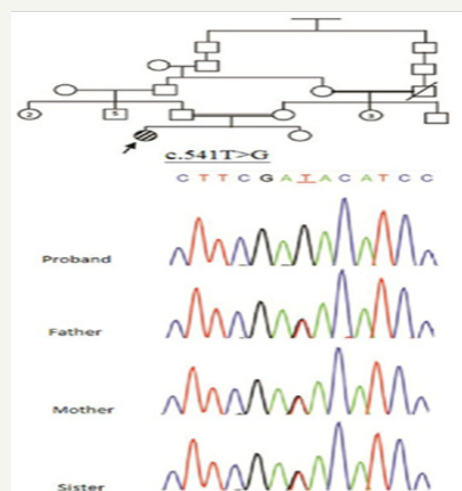 2
5
3
c.541T>G
C T T C G A T A C A T C C
Proband
Father
Mother
Sister